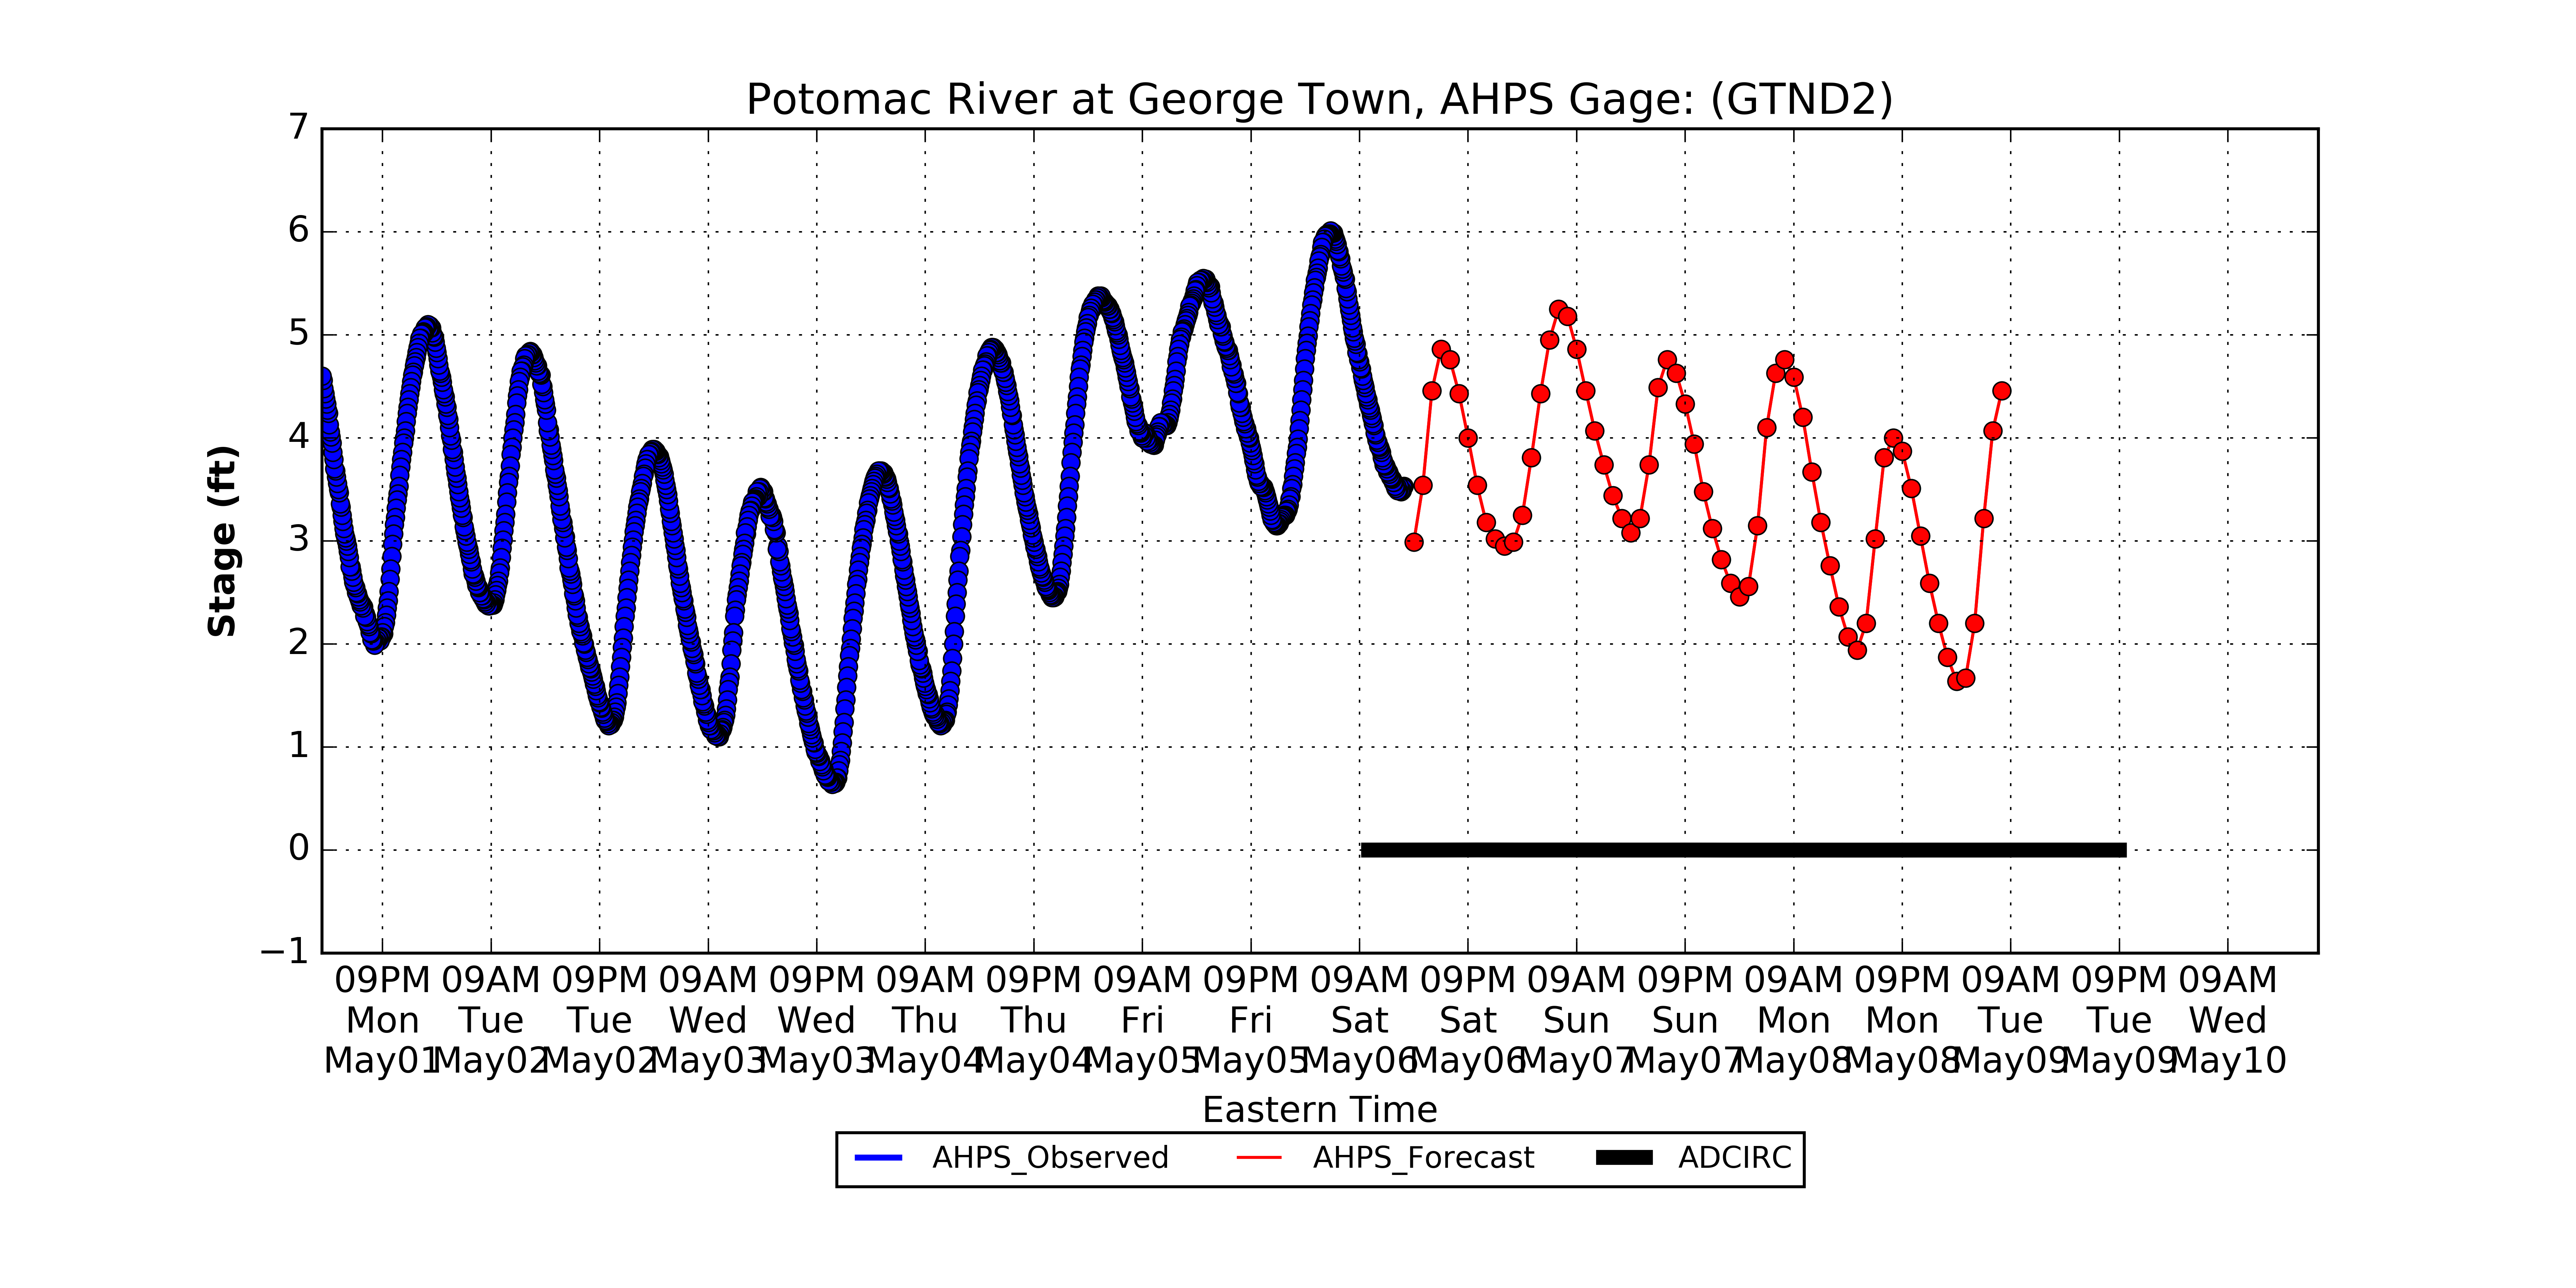 Potomac River at George Town, AHPS Gage: (GTND2)
7
6
5
4
3
2
1
0
−1
Stage (ft)
09PM 09AM 09PM 09AM 09PM 09AM 09PM 09AM 09PM 09AM 09PM 09AM 09PM 09AM 09PM 09AM 09PM 09AM
Mon Tue Tue Wed Wed Thu Thu Fri Fri Sat Sat Sun Sun Mon Mon Tue Tue Wed
May01 May02 May02 May03 May03 May04 May04 May05 May05 May06 May06 May07 May07 May08 May08 May09 May09 May10
Eastern Time
AHPS_Observed AHPS_Forecast ADCIRC